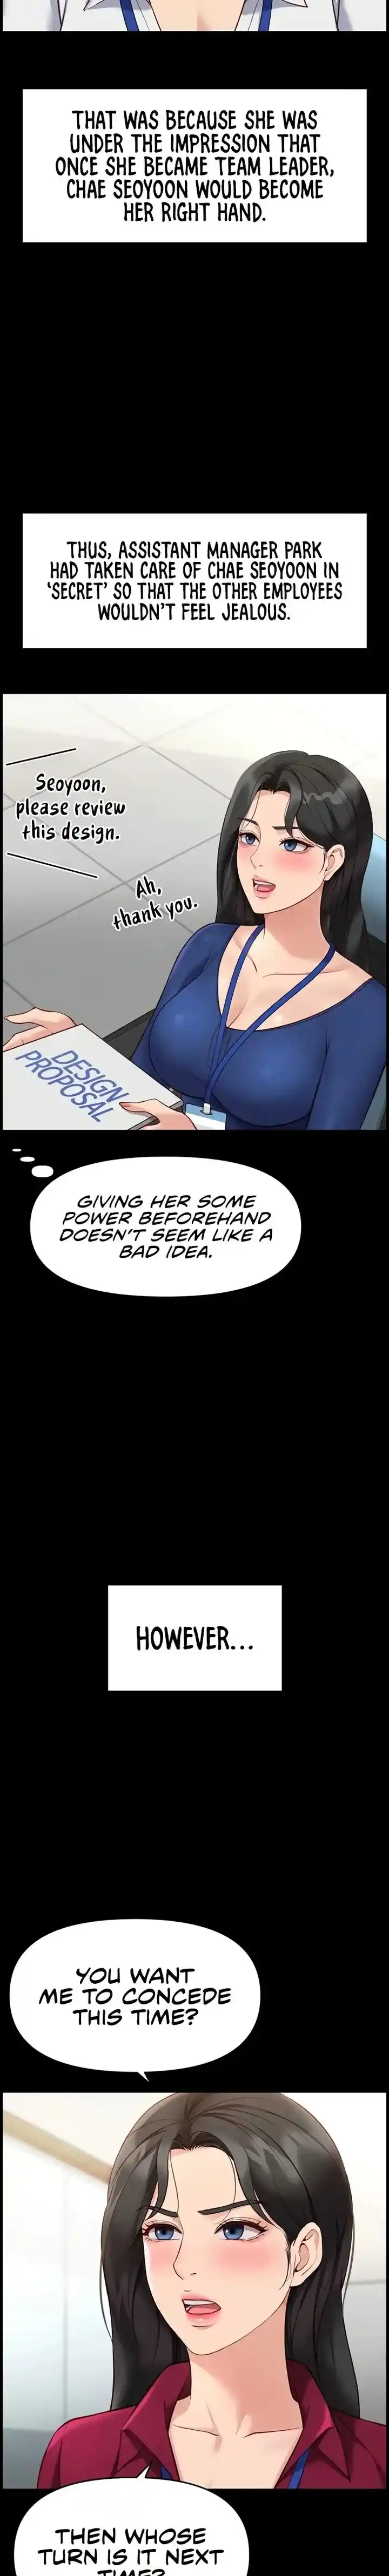 THAT WAS BECAUSE SHE WAS
UNDER THE IMPRESSION THAT
ONCE SHE BECAME TEAM LEADER,
CHAE SEOYOON WOULD BECOME
HER RIGHT HAND.
THUS, ASSISTANT MANAGER PARK
HAD TAKEN CARE OF CHAE SEOYOON IN
'SECRET' SO THAT THE OTHER EMPLOYEES
WOULDN'T FEEL JEALOUS.
Seoyoon,
please review
this design.
Ah,
thank you.
DESIGN
PROPOSAL
GIVING HER SOME
POWER BEFOREHAND
DOESN'T SEEM LIKE A
BAD IDEA.
HOWEVER...
YOU WANT
ME TO CONCEDE
THIS TIME?
THEN WHOSE
TURN IS IT NEXT
TIME?